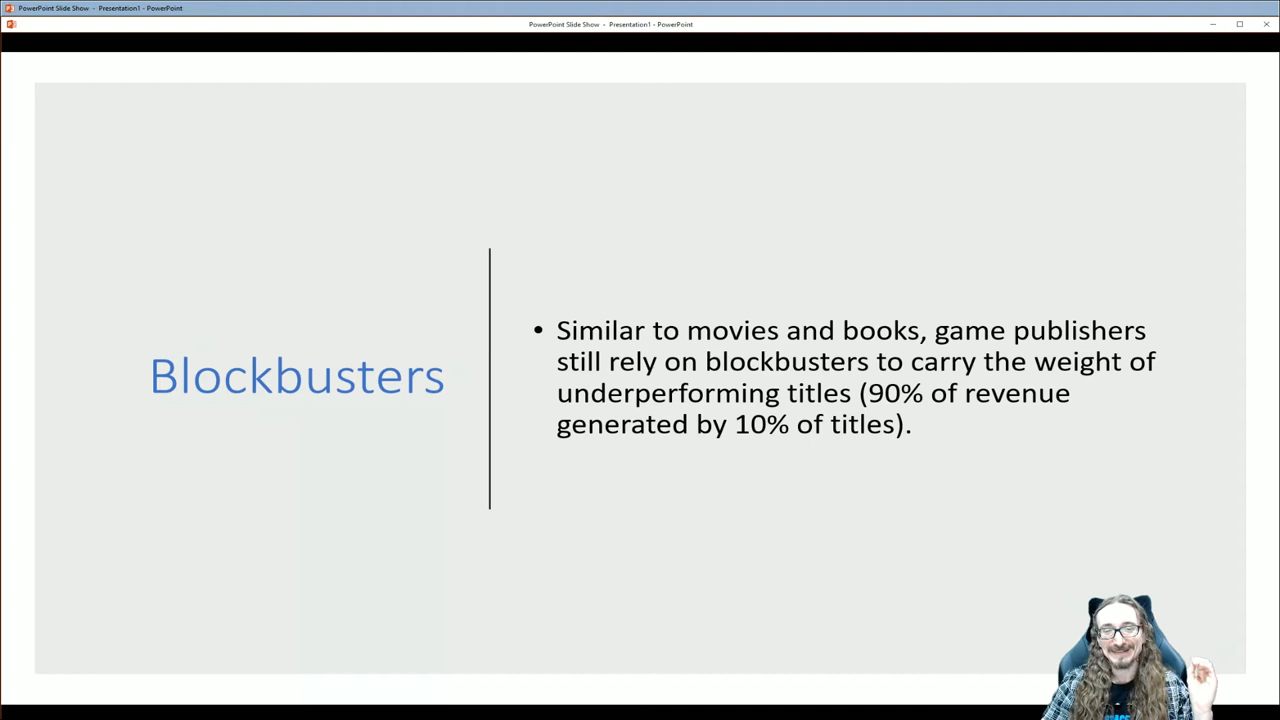 PowerPoint Slide Show - Presentation1 - PowerPoint
PowerPoint Slide Show - Presentation1 - PowerPoint
Blockbusters
• Similar to movies and books, game publishers
still rely on blockbusters to carry the weight of
underperforming titles (90% of revenue
generated by 10% of titles).